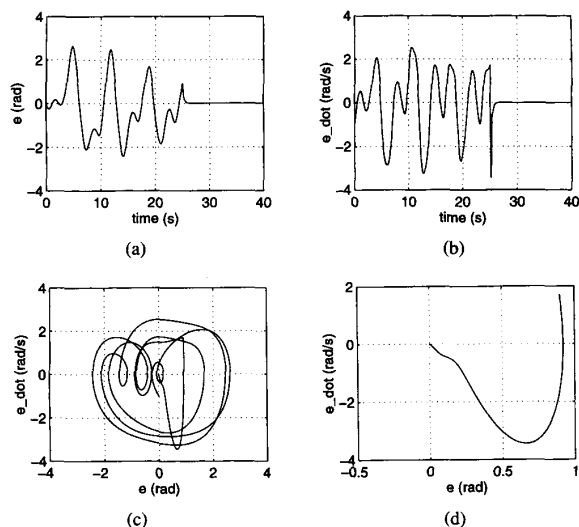 4
2
0
−2
−4
0 10 20 30 40
e (rad)
time (s)
(a)
4
2
0
−2
−4
0 10 20 30 40
e_dot (rad/s)
time (s)
(b)
4
2
0
−2
−4
−4 −2 0 2 4
e_dot (rad/s)
e (rad)
(c)
2
0
−2
−4
−0.5 0 0.5 1
e_dot (rad/s)
e (rad)
(d)